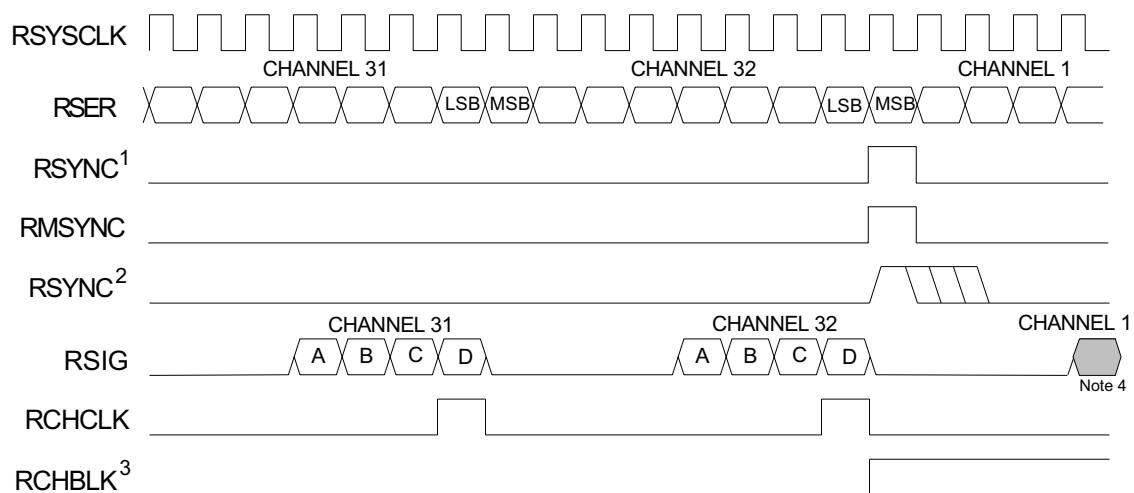 RSYSCLK
CHANNEL 31 CHANNEL 32 CHANNEL 1
RSER LSB MSB LSB MSB
RSYNC¹
RMSYNC
RSYNC²
CHANNEL 31 CHANNEL 32 CHANNEL 1
RSIG A B C D A B C D
Note 4
RCHCLK
RCHBLK³